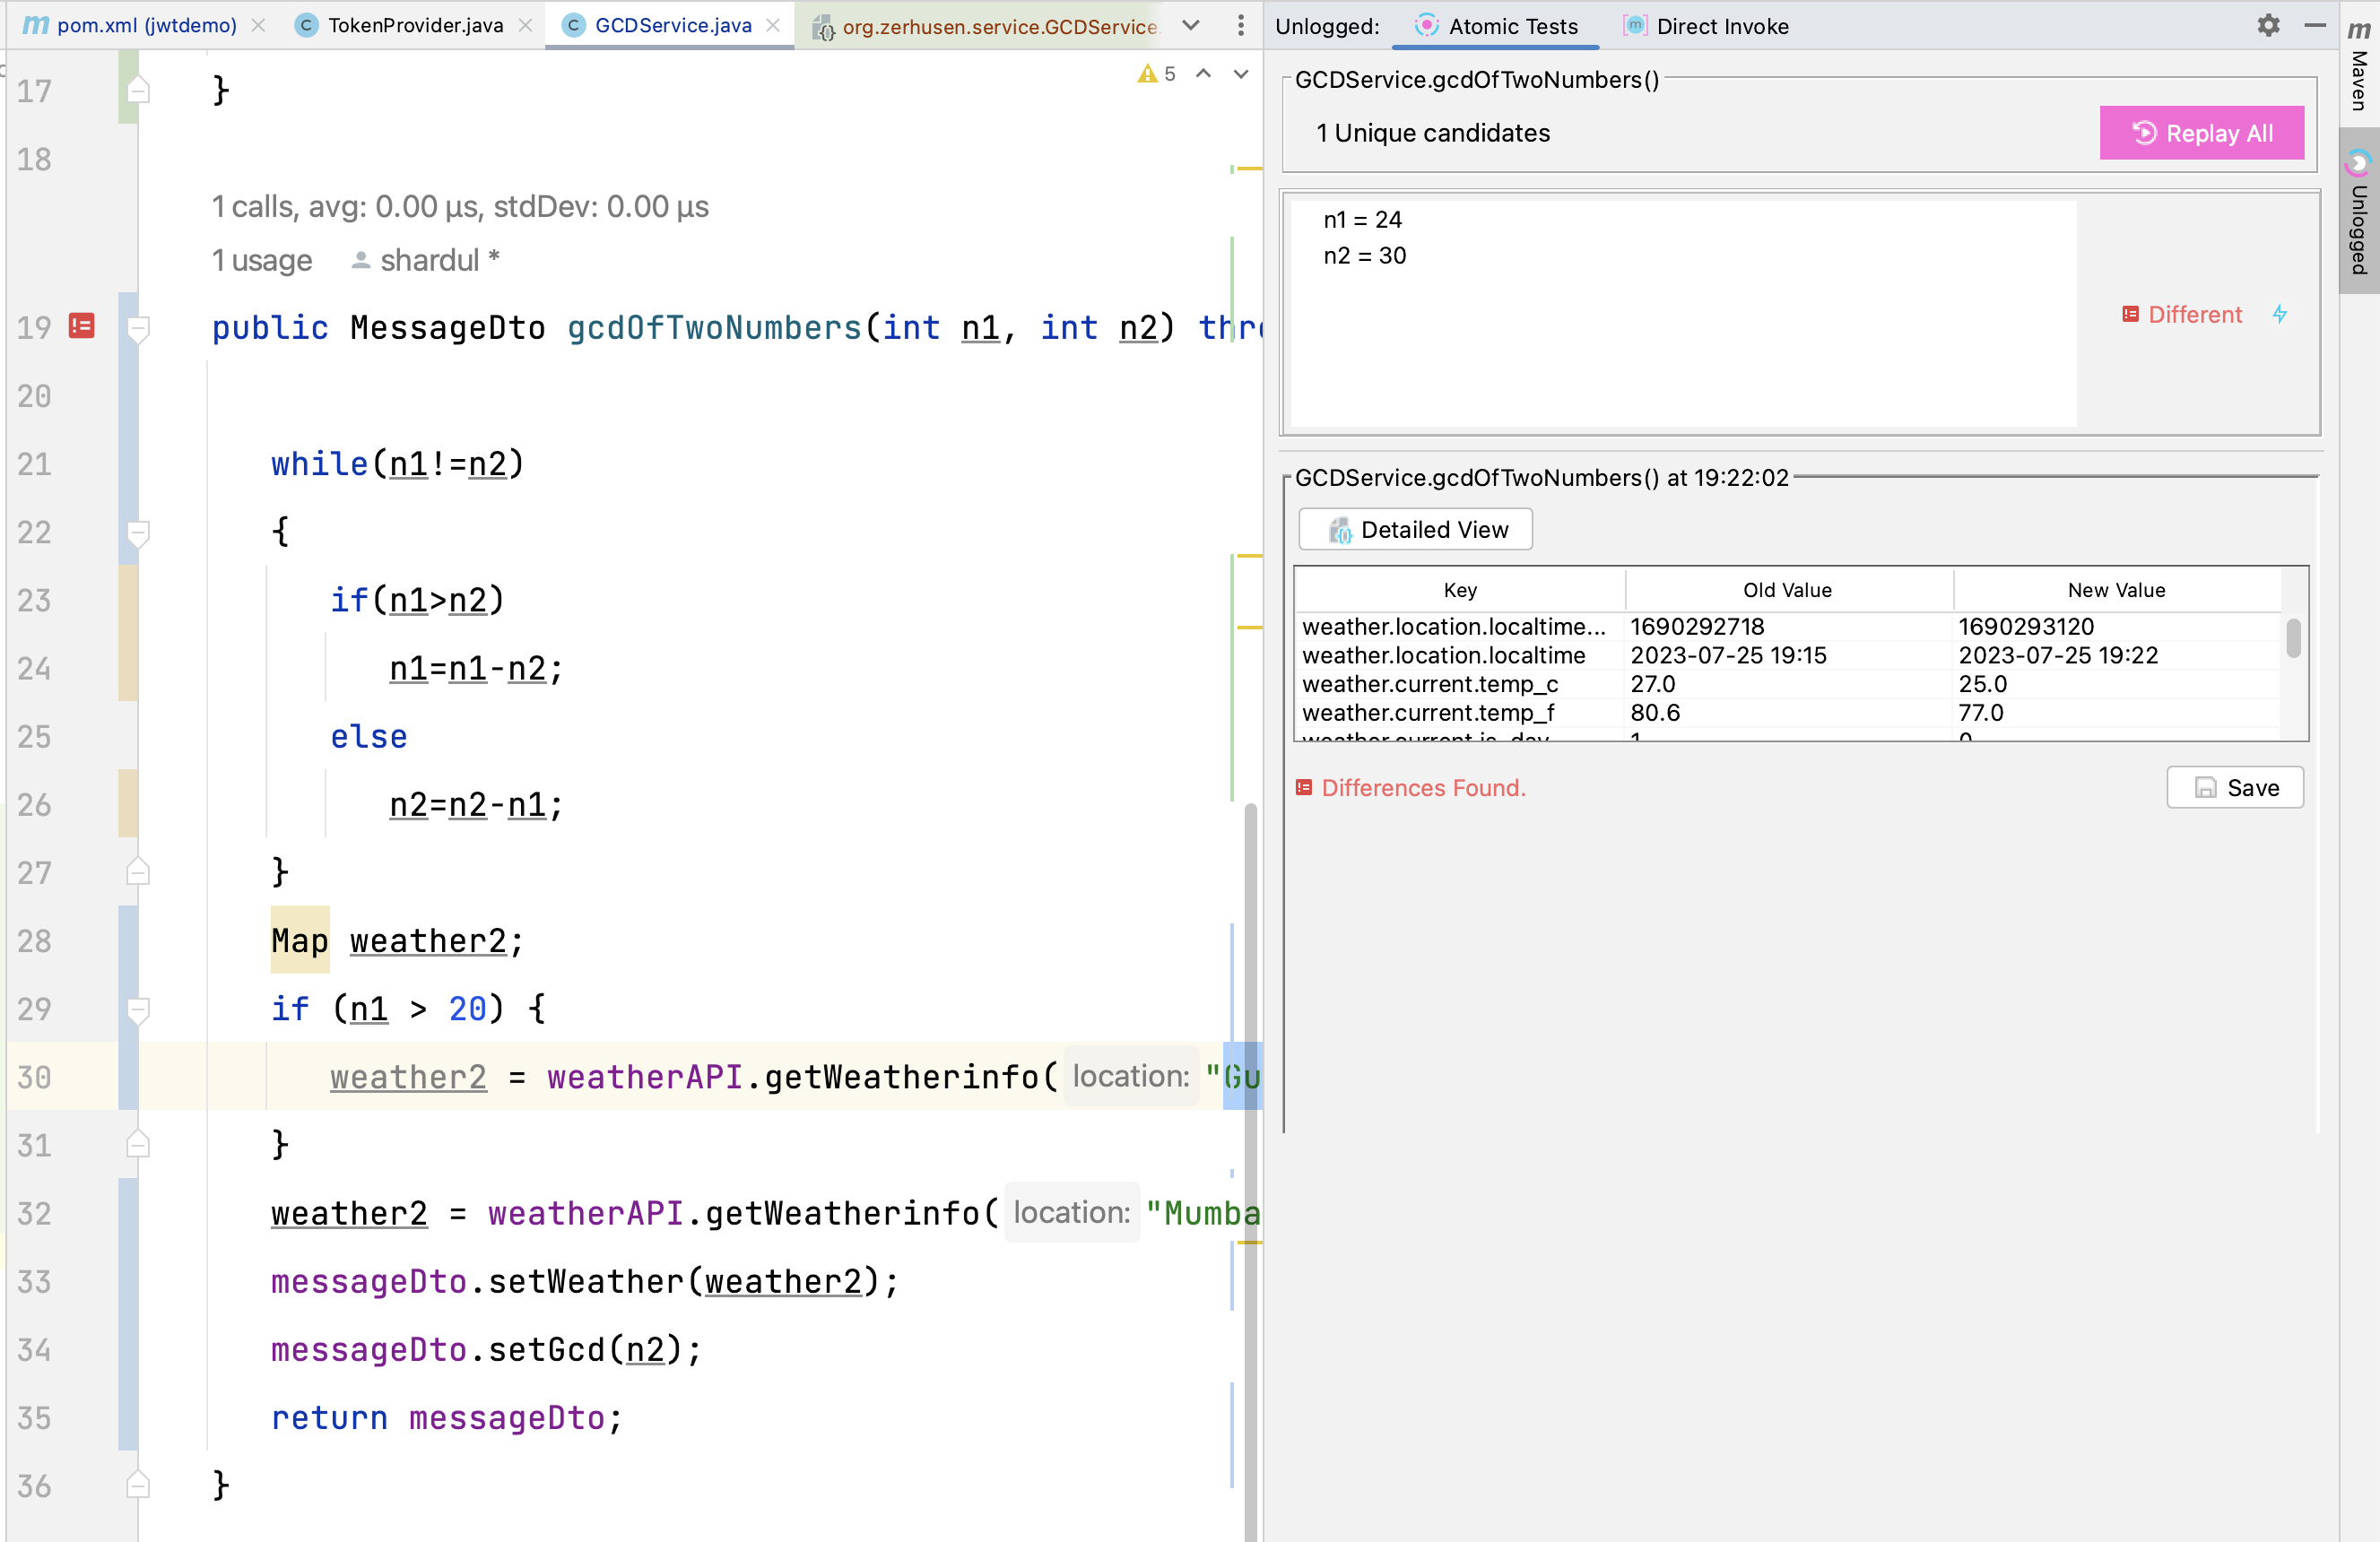 pom.xml (jwtdemo)
TokenProvider.java
GCDService.java
org.zerhusen.service.GCDService
5
17 }
18
1 calls, avg: 0.00 µs, stdDev: 0.00 µs
1 usage shardul *
19 public MessageDto gcdOfTwoNumbers(int n1, int n2)
20
21 while(n1!=n2)
22 {
23 if(n1>n2)
24 n1=n1-n2;
25 else
26 n2=n2-n1;
27 }
28 Map weather2;
29 if (n1 > 20) {
30 weather2 = weatherAPI.getWeatherinfo( location: "Gu
31 }
32 weather2 = weatherAPI.getWeatherinfo( location: "Mumba
33 messageDto.setWeather(weather2);
34 messageDto.setGcd(n2);
35 return messageDto;
36 }
Unlogged: Atomic Tests Direct Invoke
GCDService.gcdOfTwoNumbers()
1 Unique candidates
Replay All
n1 = 24
n2 = 30
Different
GCDService.gcdOfTwoNumbers() at 19:22:02
Detailed View
Key Old Value New Value
weather.location.localtime... 1690292718 1690293120
weather.location.localtime 2023-07-25 19:15 2023-07-25 19:22
weather.current.temp_c 27.0 25.0
weather.current.temp_f 80.6 77.0
Differences Found.
Save
m Maven
Unlogged